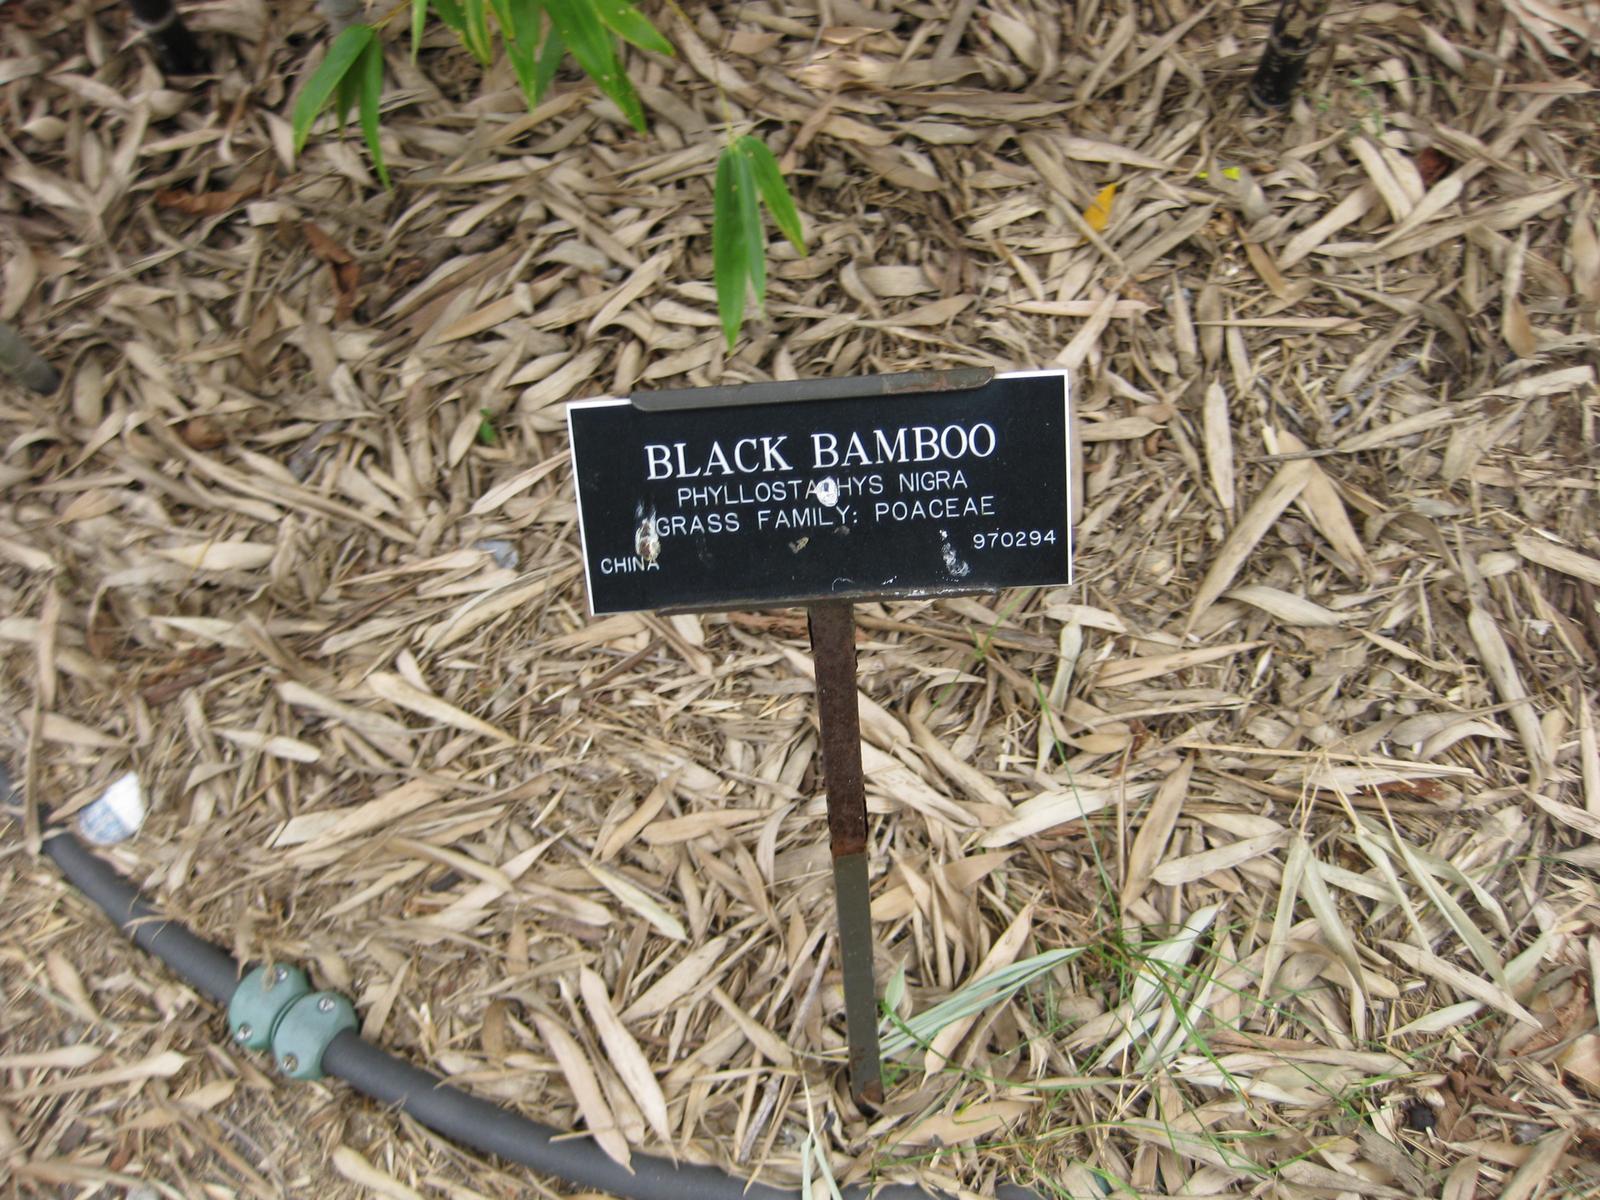 BLACK BAMBOO
PHYLLOSTACHYS NIGRA
GRASS FAMILY: POACEAE
970294
CHINA